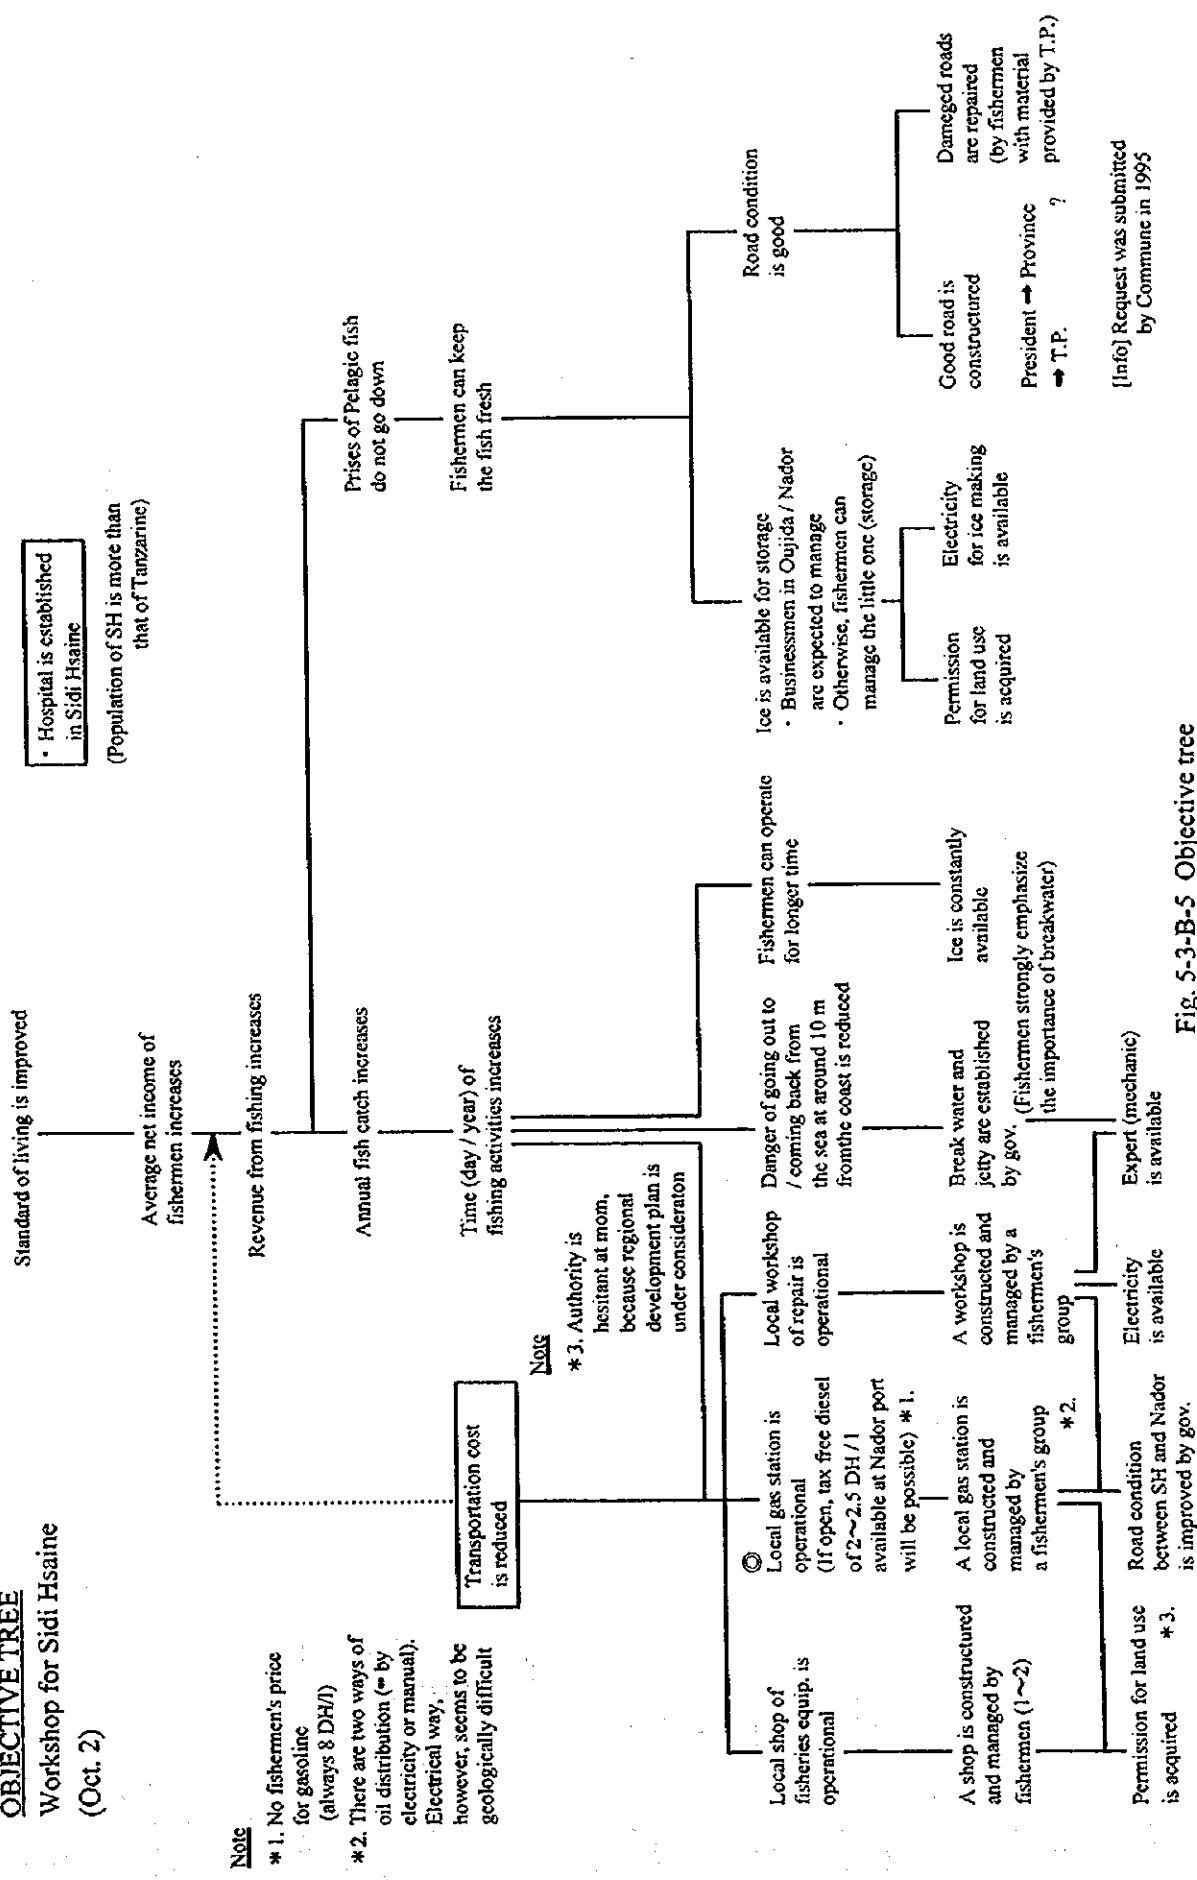 OBJECTIVE TREE
Workshop for Sidi Hsaine
(Oct. 2)
Standard of living is improved
・Hospital is established
in Sidi Hsaine
(Population of SH is more than
that of Tanzarine)
Average net income of
fishermen increases
Revenue from fishing increases
Note
*1. No fishermen's price
for gasoline
(always 8 DH/l)
*2. There are two ways of
oil distribution (= by
electricity or manual).
Electrical way,
however, seems to be
geologically difficult
Annual fish catch increases
Prises of Pelagic fish
do not go down
Transportation cost
is reduced
Time (day / year) of
fishing activities increases
Fishermen can keep
the fish fresh
Note
*3. Authority is
hesitant at mom,
because regional
development plan is
under consideraton
Local shop of
fisheries equip. is
operational
◎
Local gas station is
operational
(If open, tax free diesel
of 2~2.5 DH / l
available at Nador port
will be possible) *1.
Local workshop
of repair is
operational
Danger of going out to
/ coming back from
the sea at around 10 m
fromthe coast is reduced
Fishermen can operate
for longer time
Ice is available for storage
・Businessmen in Oujida / Nador
are expected to manage
・Otherwise, fishermen can
manage the little one (storage)
Road condition
is good
A shop is constructured
and managed by
fishermen (1~2)
A local gas station is
constructed and
managed by
a fishermen's group
*2.
A workshop is
constructed and
managed by a
fishermen's
group
Break water and
jetty are established
by gov.
(Fishermen strongly emphasize
the importance of breakwater)
Ice is constantly
available
Permission
for land use
is acquired
Electricity
for ice making
is available
Good road is
constructured
President ➡ Province
➡ T.P. ?
Dameged roads
are repaired
(by fishermen
with material
provided by T.P.)
[Info] Request was submitted
by Commune in 1995
Permission for land use
is acquired *3.
Road condition
between SH and Nador
is improved by gov.
Electricity
is available
Expert (mechanic)
is available
Fig. 5-3-B-5 Objective tree